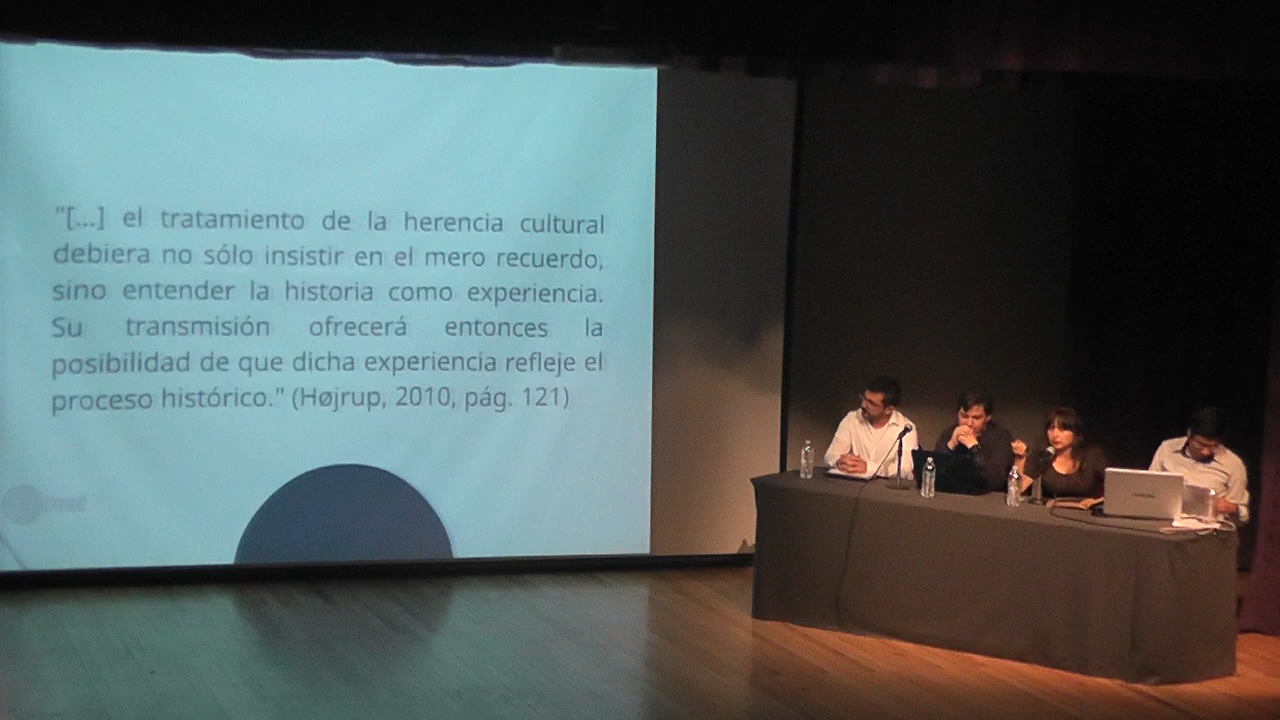 "[...] el tratamiento de la herencia cultural
debiera no sólo insistir en el mero recuerdo,
sino entender la historia como experiencia.
Su transmisión ofrecerá entonces la
posibilidad de que dicha experiencia refleje el
proceso histórico." (Højrup, 2010, pág. 121)